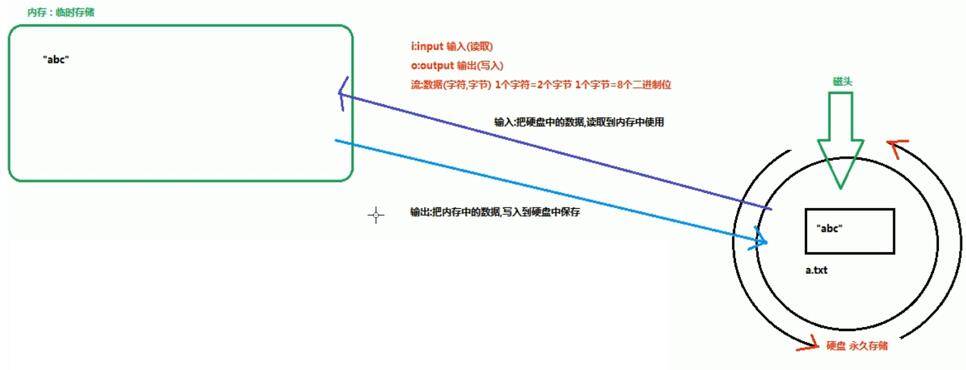 内存：临时存储
"abc"
i:input 输入(读取)
o:output 输出(写入)
流:数据(字符,字节) 1个字符=2个字节 1个字节=8个二进制位
磁头
输入:把硬盘中的数据,读取到内存中使用
输出:把内存中的数据,写入到硬盘中保存
"abc"
a.txt
硬盘 永久存储